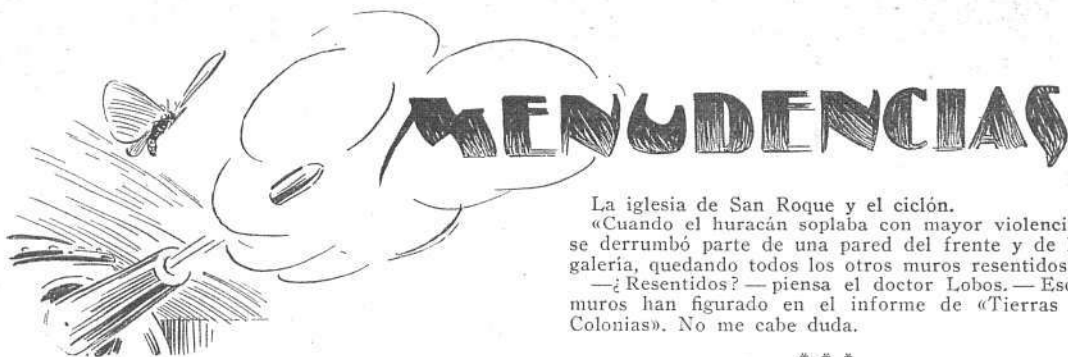 MENUDENCIAS
La iglesia de San Roque y el ciclón.
«Cuando el huracán soplaba con mayor violenci
se derrumbó parte de una pared del frente y de
galería, quedando todos los otros muros resentidos
—¿Resentidos? — piensa el doctor Lobos. — Eso
muros han figurado en el informe de «Tierras
Colonias». No me cabe duda.
* * *